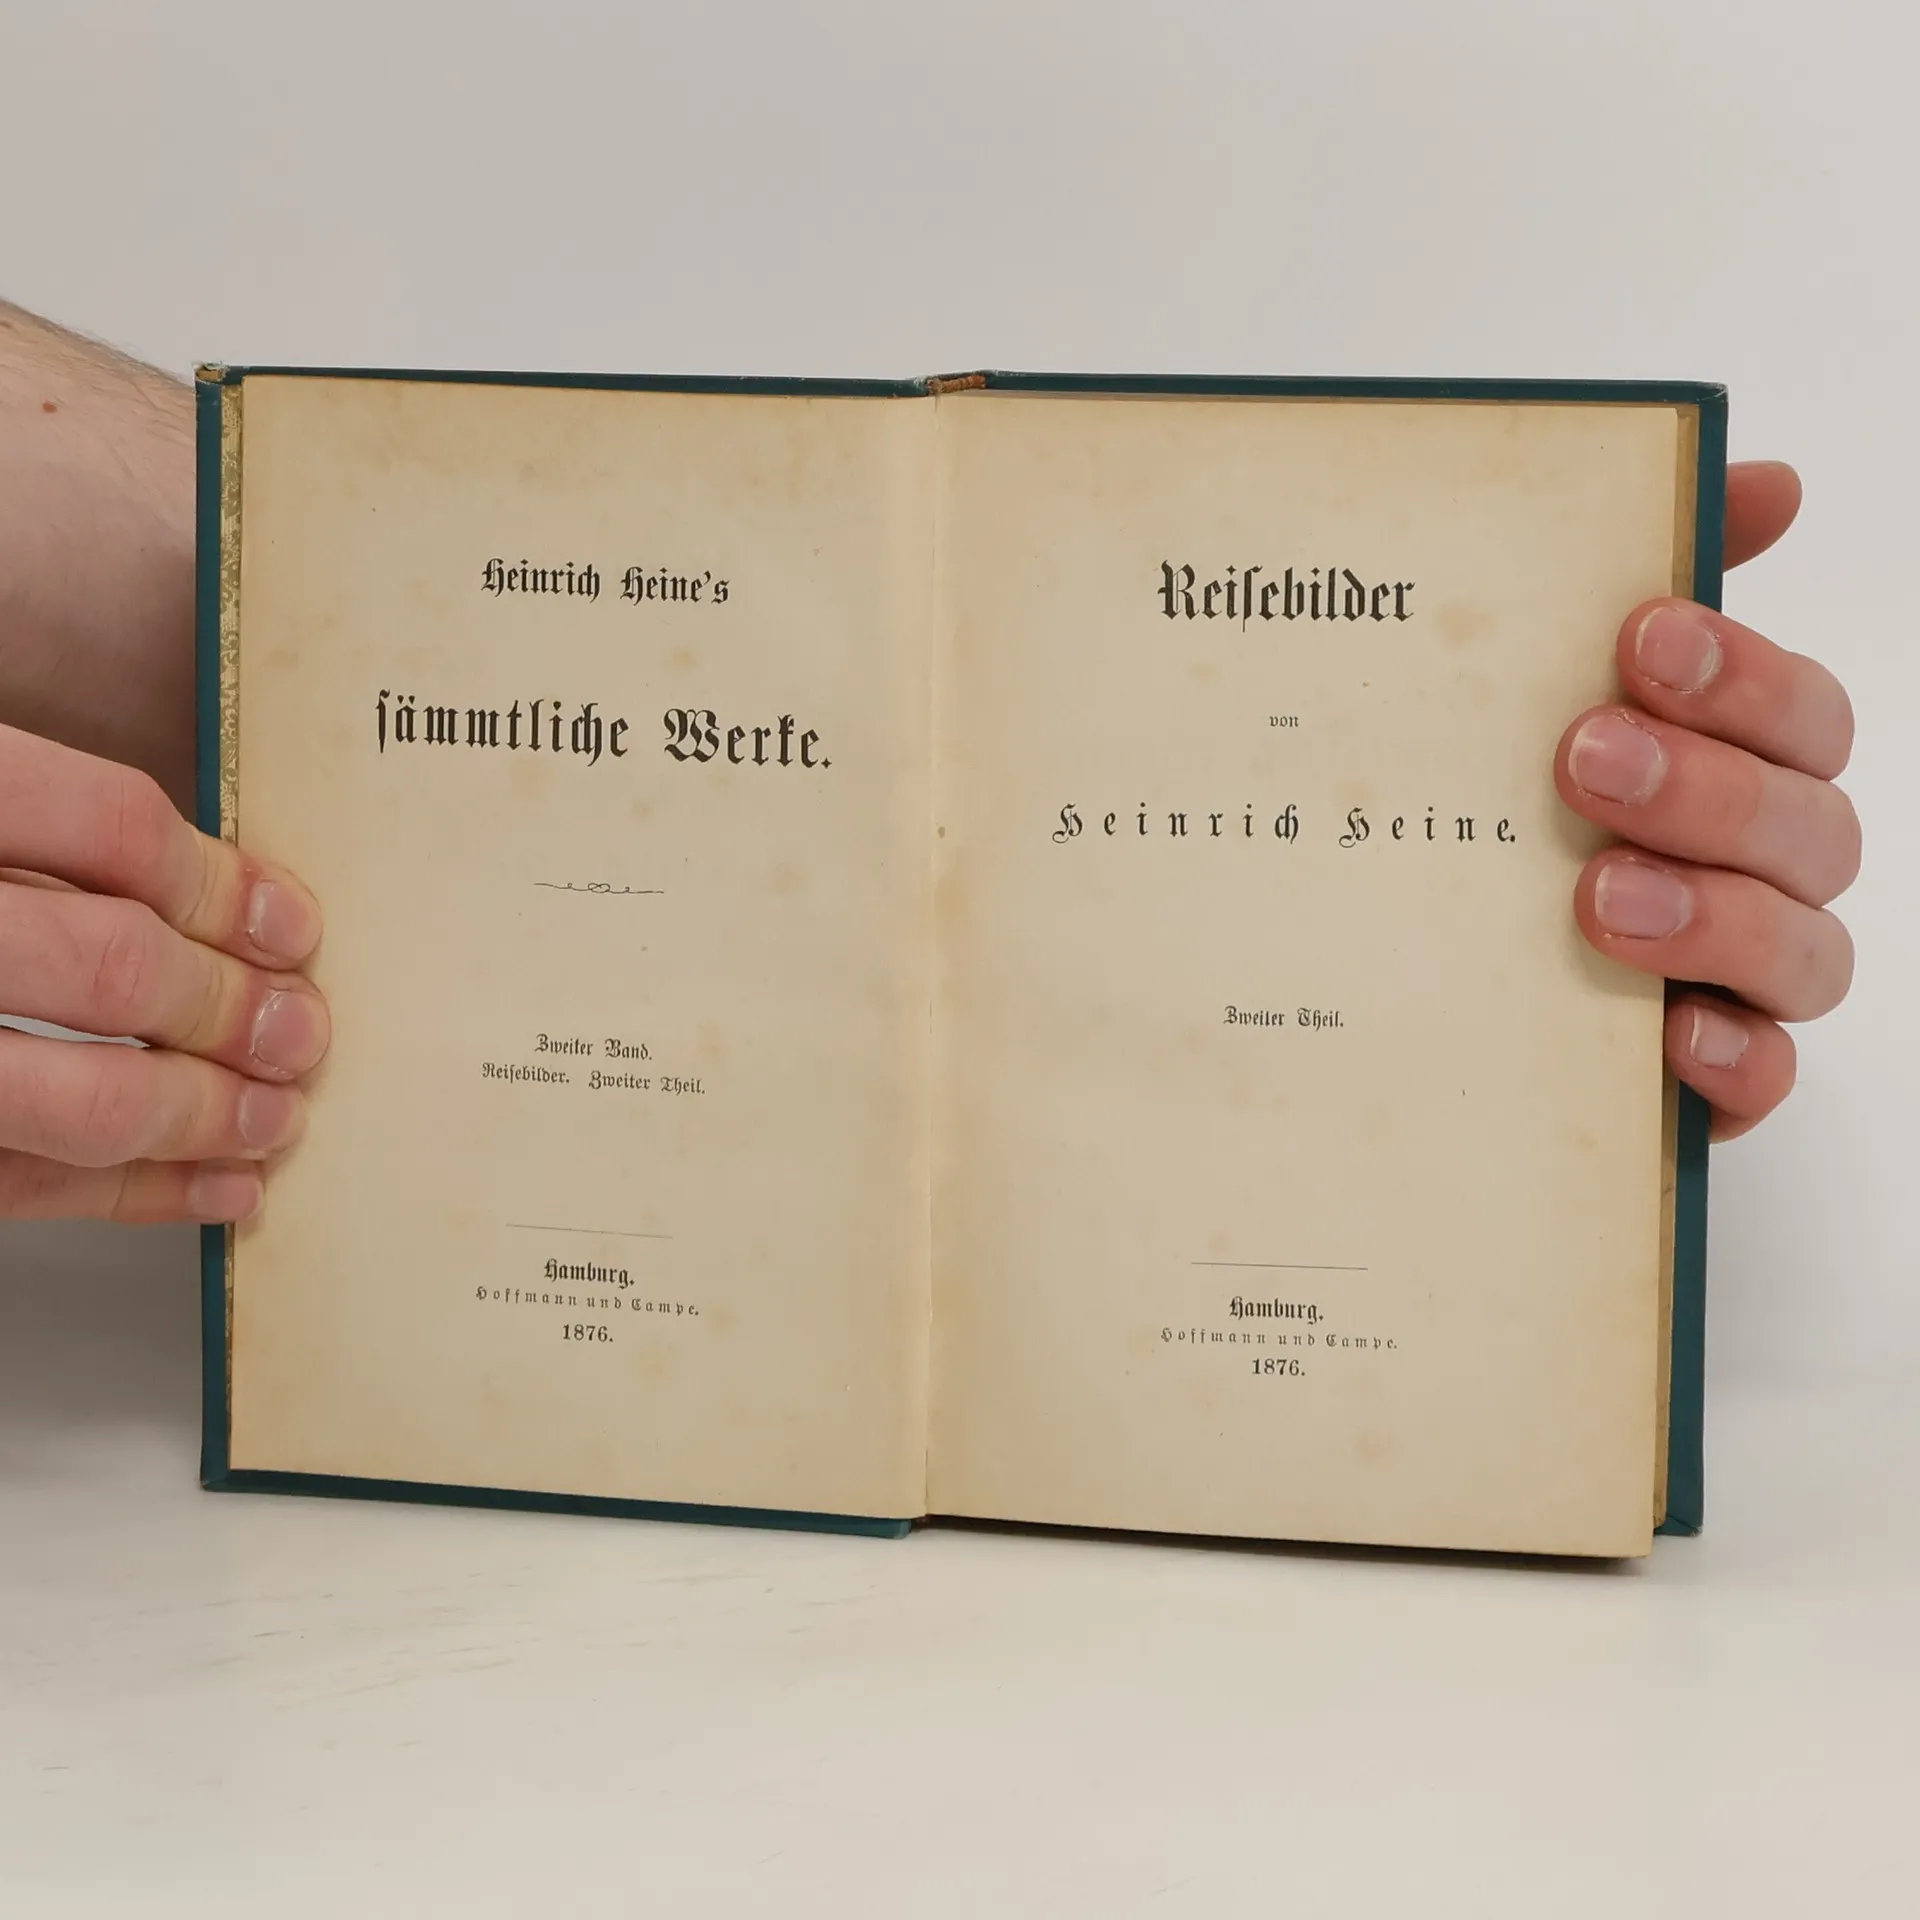 Heinrich Heine's
ſämmtliche Werke.
Zweiter Band.
Reiſebilder. Zweiter Theil.
Hamburg.
Hoffmann und Campe.
1876.
Reiſebilder
von
Heinrich Heine.
Zweiter Theil.
Hamburg.
Hoffmann und Campe.
1876.